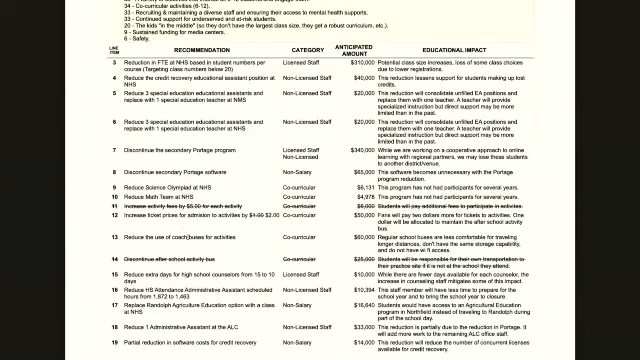 34 - Co-curricular activities (6-12).
33 - Recruiting & maintaining a diverse staff and ensuring their access to mental health supports.
33 - Continued support for underserved and at-risk students.
20 - The kids "in the middle" (so they don't have the largest class size, they get a robust curriculum, etc.).
9 - Sustained funding for media centers.
6 - Safety.
LINE ITEM RECOMMENDATION CATEGORY ANTICIPATED AMOUNT EDUCATIONAL IMPACT
3 Reduction in FTE at NHS based in student numbers per Licensed Staff $310,000 Potential class size increases, loss of some class choices
course (Targeting class numbers below 20) due to lower registrations.
4 Reduce the credit recovery educational assistant position at Non-Licensed Staff $40,000 This reduction lessens support for students making up lost
NHS credits.
5 Reduce 3 special education educational assistants and Non-Licensed Staff $20,000 This reduction will consolidate unfilled EA positions and
replace with 1 special education teacher at NMS replace them with one teacher. A teacher will provide
specialized instruction but direct support may be more
limited than in the past.
6 Reduce 3 special education educational assistants and Non-Licensed Staff $20,000 This reduction will consolidate unfilled EA positions and
replace with 1 special education teacher at NHS replace them with one teacher. A teacher will provide
specialized instruction but direct support may be more
limited than in the past.
7 Discontinue the secondary Portage program Licensed Staff $340,000 While we are working on a cooperative approach to online
Non-Licensed learning with regional partners, we may lose these students
to another district/venue.
8 Discontinue secondary Portage software Non-Salary $65,000 This software becomes unnecessary with the Portage
program reduction.
9 Reduce Science Olympiad at NHS Co-curricular $6,131 This program has not had participants for several years.
10 Reduce Math Team at NHS Co-curricular $4,978 This program has not had participants for several years.
11 Increase activity fees by $5.00 for each activity Co-curricular $6,000 Students will pay additional fees to participate in activities.
12 Increase ticket prices for admission to activities by $1.00 $2.00 Co-curricular $50,000 Fans will pay two dollars more for tickets to activities. One
dollar will be allocated to maintain the after school activity
bus.
13 Reduce the use of coach buses for activities Co-curricular $60,000 Regular school buses are less comfortable for traveling
longer distances, don't have the same storage capability,
and do not have wi fi access.
14 Discontinue after school activity bus Co-curricular $25,000 Students will be responsible for their own transportation to
their practice site if it is not at the school they attend.
15 Reduce extra days for high school counselors from 15 to 10 Licensed Staff $10,000 While there are fewer days available for each counselor, the
days increase in counseling staff mitigates some of this impact.
16 Reduce HS Attendance Administrative Assistant scheduled Non-Licensed Staff $10,394 This staff member will have less time to prepare for the
hours from 1,872 to 1,463 school year and to bring the school year to closure.
17 Replace Randolph Agriculture Education option with a class Non-Salary $16,640 Students would have access to an Agricultural Education
at NHS program in Northfield instead of traveling to Randolph during
part of the school day.
18 Reduce 1 Administrative Assistant at the ALC Non-Licensed Staff $33,000 This reduction is partially due to the reduction in Portage. It
will add more work to the remaining ALC office staff.
19 Partial reduction in software costs for credit recovery Non-Salary $14,000 This reduction will reduce the number of concurrent licenses
available for credit recovery.